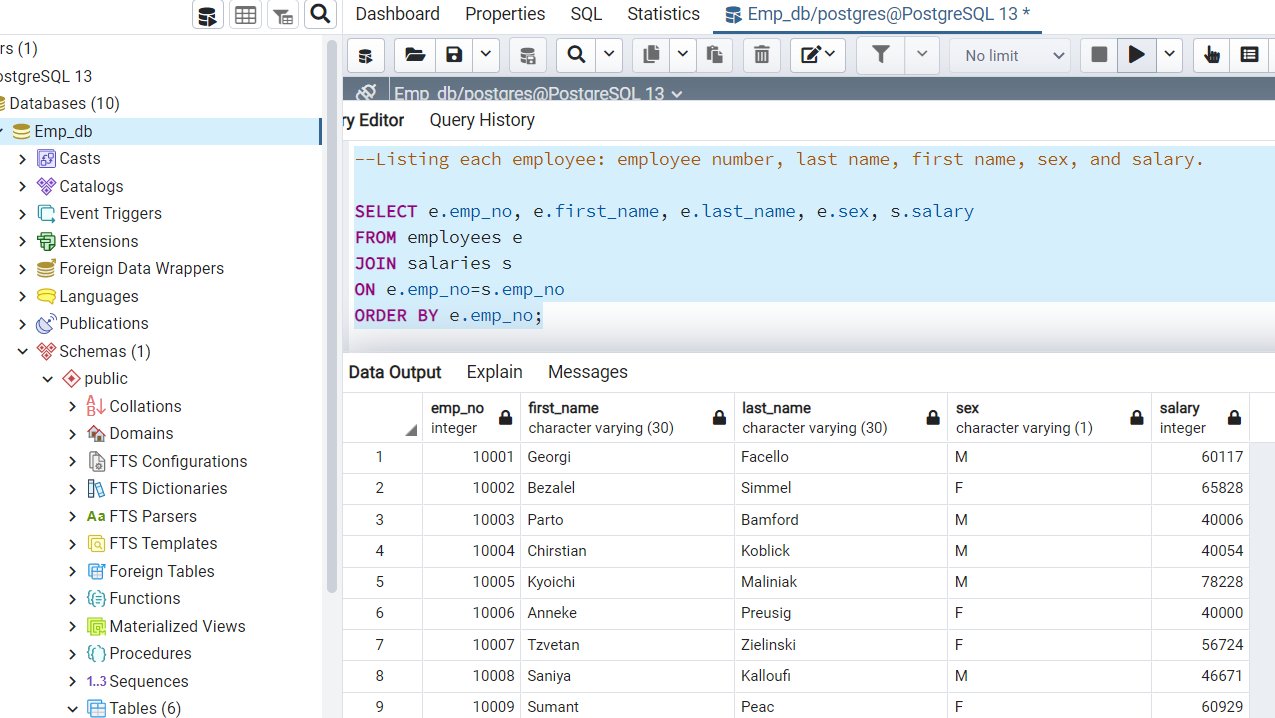 Dashboard Properties SQL Statistics Emp_db/postgres@PostgreSQL 13 *
rs (1)
ostgreSQL 13
Databases (10)
Emp_db
Casts
Catalogs
Event Triggers
Extensions
Foreign Data Wrappers
Languages
Publications
Schemas (1)
public
Collations
Domains
FTS Configurations
FTS Dictionaries
Aa FTS Parsers
FTS Templates
Foreign Tables
Functions
Materialized Views
Procedures
1..3 Sequences
Tables (6)
No limit
Emp_db/postgres@PostgreSQL 13
ry Editor Query History
--Listing each employee: employee number, last name, first name, sex, and salary.
SELECT e.emp_no, e.first_name, e.last_name, e.sex, s.salary
FROM employees e
JOIN salaries s
ON e.emp_no=s.emp_no
ORDER BY e.emp_no;
Data Output Explain Messages
emp_no first_name last_name sex salary
integer character varying (30) character varying (30) character varying (1) integer
1 10001 Georgi Facello M 60117
2 10002 Bezalel Simmel F 65828
3 10003 Parto Bamford M 40006
4 10004 Chirstian Koblick M 40054
5 10005 Kyoichi Maliniak M 78228
6 10006 Anneke Preusig F 40000
7 10007 Tzvetan Zielinski F 56724
8 10008 Saniya Kalloufi M 46671
9 10009 Sumant Peac F 60929